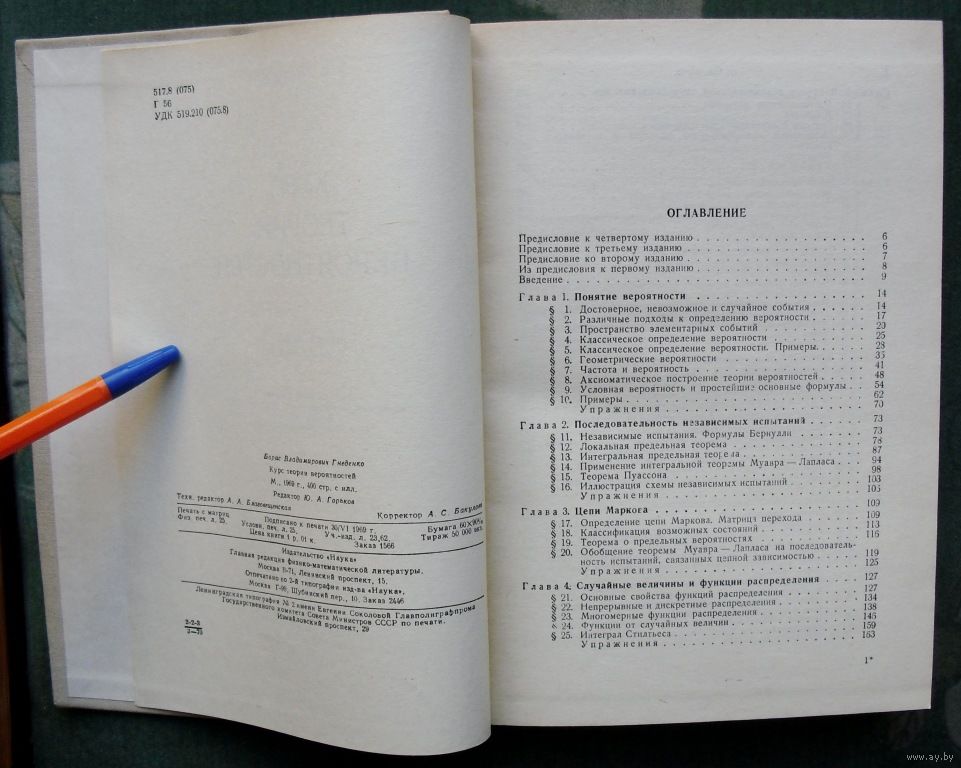 517.8 (075)
Г 56
УДК 519.210 (075.8)
Борис Владимирович Гнеденко
Курс теории вероятностей
М., 1969 г., 400 стр. с илл.
Редактор Ю. А. Горьков
Техн. редактор А. А. Благовещенская
Корректор А. С. Бакулова
Печать с матриц
Подписано к печати 30/VI 1969 г.
Бумага 60×90¹/₁₆
Физ. печ. л. 25.
Услови. печ. л. 25.
Уч.-изд. л. 23,62.
Тираж 50 000 экз.
Цена книги 1 р. 01 к.
Заказ 1566
Издательство «Наука»
Главная редакция физико-математической литературы.
Москва В-71, Ленинский проспект, 15.
Отпечатано во 2-й типографии изд-ва «Наука»,
Москва Г-99, Шубинский пер., 10. Заказ 2446
Ленинградская типография № 2 имени Евгении Соколовой Главполиграфпрома
Государственного комитета Совета Министров СССР по печати.
Измайловский проспект, 29
2-2-3
ОГЛАВЛЕНИЕ
Предисловие к четвертому изданию . . . . . . . . . . 6
Предисловие к третьему изданию . . . . . . . . . . 6
Предисловие ко второму изданию . . . . . . . . . . 7
Из предисловия к первому изданию . . . . . . . . . . 8
Введение . . . . . . . . . . 9
Глава 1. Понятие вероятности . . . . . . . . . . 14
§ 1. Достоверное, невозможное и случайное события . . . . . 14
§ 2. Различные подходы к определению вероятности . . . . . 17
§ 3. Пространство элементарных событий . . . . . 20
§ 4. Классическое определение вероятности . . . . . 25
§ 5. Классическое определение вероятности. Примеры . . . . . 28
§ 6. Геометрические вероятности . . . . . 35
§ 7. Частота и вероятность . . . . . 41
§ 8. Аксиоматическое построение теории вероятностей . . . . . 48
§ 9. Условная вероятность и простейшие основные формулы . . 54
§ 10. Примеры . . . . . 62
Упражнения . . . . . 70
Глава 2. Последовательность независимых испытаний . . . . . 73
§ 11. Независимые испытания. Формулы Бернулли . . . . . 73
§ 12. Локальная предельная теорема . . . . . 78
§ 13. Интегральная предельная теорема . . . . . 87
§ 14. Применение интегральной теоремы Муавра — Лапласа . . . . . 94
§ 15. Теорема Пуассона . . . . . 98
§ 16. Иллюстрация схемы независимых испытаний . . . . . 103
Упражнения . . . . . 105
Глава 3. Цепи Маркова . . . . . 109
§ 17. Определение цепи Маркова. Матрица перехода . . . . . 109
§ 18. Классификация возможных состояний . . . . . 113
§ 19. Теорема о предельных вероятностях . . . . . 116
§ 20. Обобщение теоремы Муавра — Лапласа на последователь-
ность испытаний, связанных цепной зависимостью . . . . . 119
Упражнения . . . . . 125
Глава 4. Случайные величины и функции распределения . . . . . 127
§ 21. Основные свойства функций распределения . . . . . 127
§ 22. Непрерывные и дискретные распределения . . . . . 134
§ 23. Многомерные функции распределения . . . . . 138
§ 24. Функции от случайных величин . . . . . 146
§ 25. Интеграл Стилтьеса . . . . . 159
Упражнения . . . . . 163
1*
www.ay.by